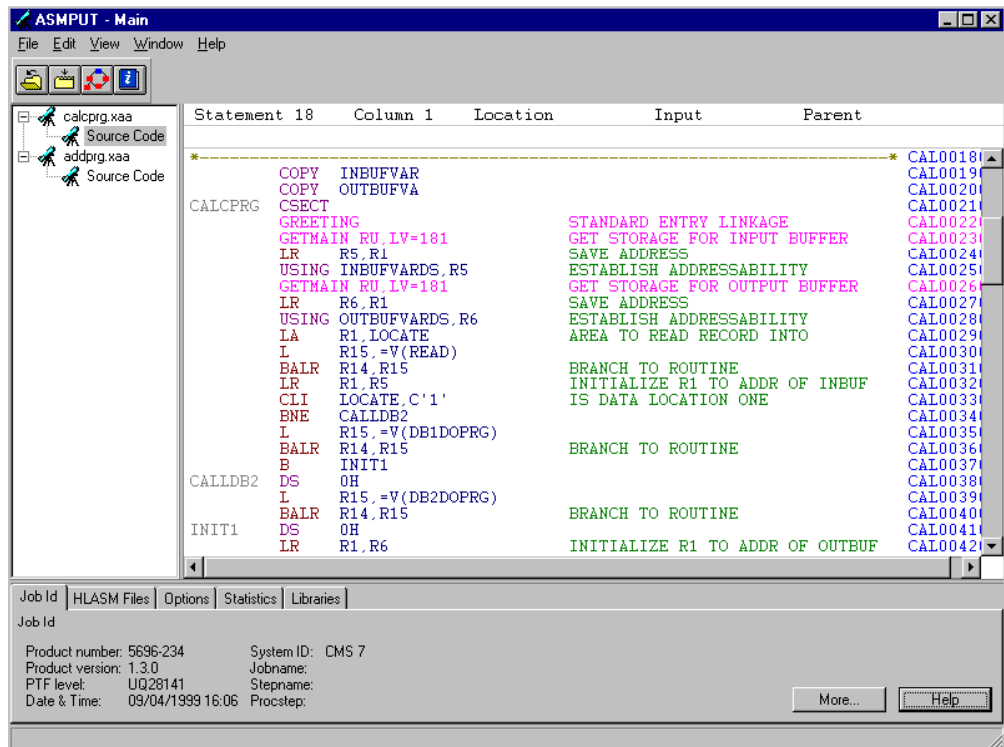 ASMPUT - Main
File Edit View Window Help
calcprg.xaa
Source Code
addprg.xaa
Source Code
Statement 18 Column 1 Location Input Parent
*---------------------------------------------------------------------* CAL0018
COPY INBUFVAR CAL0019
COPY OUTBUFVA CAL0020
CALCPRG CSECT CAL0021
GREETING STANDARD ENTRY LINKAGE CAL0022
GETMAIN RU,LV=181 GET STORAGE FOR INPUT BUFFER CAL0023
LR R5,R1 SAVE ADDRESS CAL0024
USING INBUFVARDS,R5 ESTABLISH ADDRESSABILITY CAL0025
GETMAIN RU,LV=181 GET STORAGE FOR OUTPUT BUFFER CAL0026
LR R6,R1 SAVE ADDRESS CAL0027
USING OUTBUFVARDS,R6 ESTABLISH ADDRESSABILITY CAL0028
LA R1,LOCATE AREA TO READ RECORD INTO CAL0029
L R15,=V(READ) CAL0030
BALR R14,R15 BRANCH TO ROUTINE CAL0031
LR R1,R5 INITIALIZE R1 TO ADDR OF INBUF CAL0032
CLI LOCATE,C'1' IS DATA LOCATION ONE CAL0033
BNE CALLDB2 CAL0034
L R15,=V(DB1DOPRG) CAL0035
BALR R14,R15 BRANCH TO ROUTINE CAL0036
B INIT1 CAL0037
CALLDB2 DS 0H CAL0038
L R15,=V(DB2DOPRG) CAL0039
BALR R14,R15 BRANCH TO ROUTINE CAL0040
INIT1 DS 0H CAL0041
LR R1,R6 INITIALIZE R1 TO ADDR OF OUTBUF CAL0042
Job Id HLASM Files Options Statistics Libraries
Job Id
Product number: 5696-234 System ID: CMS 7
Product version: 1.3.0 Jobname:
PTF level: UQ28141 Stepname:
Date & Time: 09/04/1999 16:06 Procstep:
More... Help